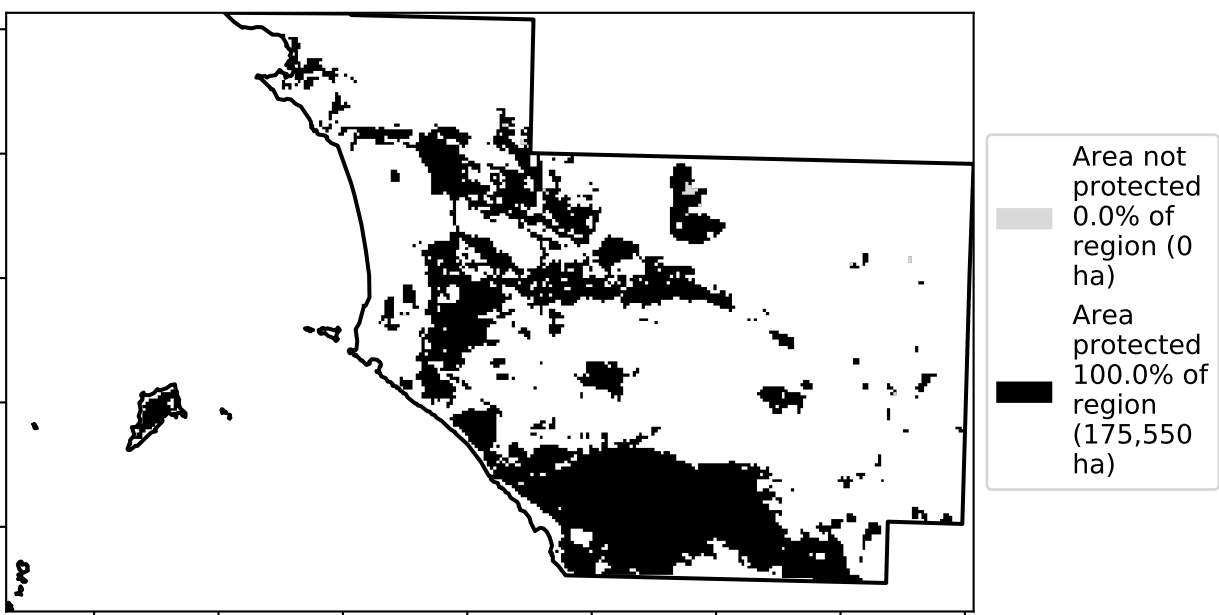 Area not
protected
0.0% of
region (0
ha)
Area
protected
100.0% of
region
(175,550
ha)